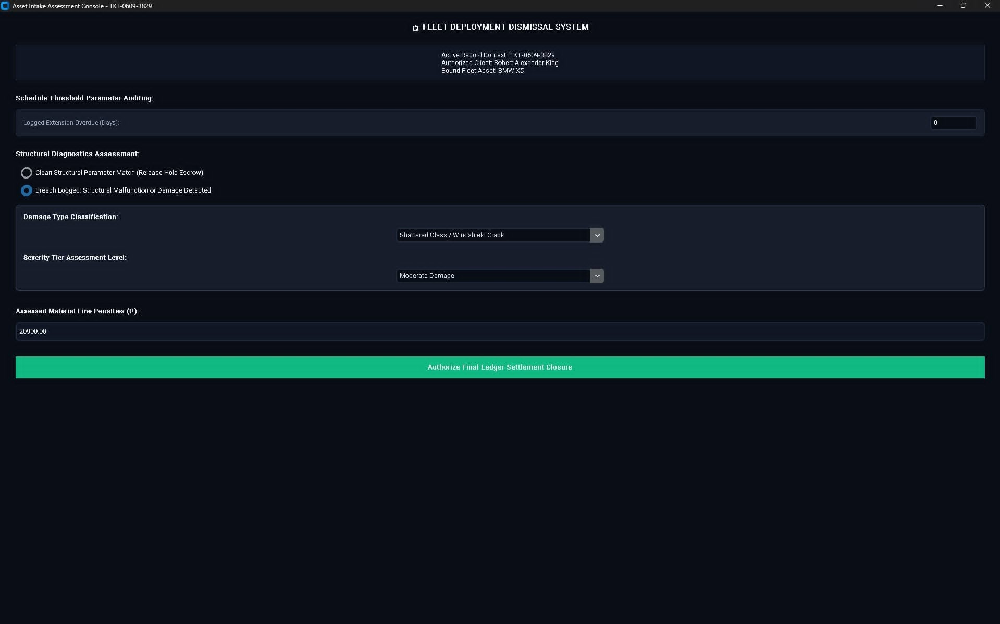 Asset Intake Assessment Console - TKT-0609-3829
FLEET DEPLOYMENT DISMISSAL SYSTEM
Active Record Context: TKT-0609-3829
Authorized Client: Robert Alexander King
Bound Fleet Asset: BMW X5
Schedule Threshold Parameter Auditing:
Logged Extension Overdue (Days):
0
Structural Diagnostics Assessment:
Clean Structural Parameter Match (Release Hold Escrow)
Breach Logged: Structural Malfunction or Damage Detected
Damage Type Classification:
Shattered Glass / Windshield Crack
Severity Tier Assessment Level:
Moderate Damage
Assessed Material Fine Penalties (₱):
20900.00
Authorize Final Ledger Settlement Closure